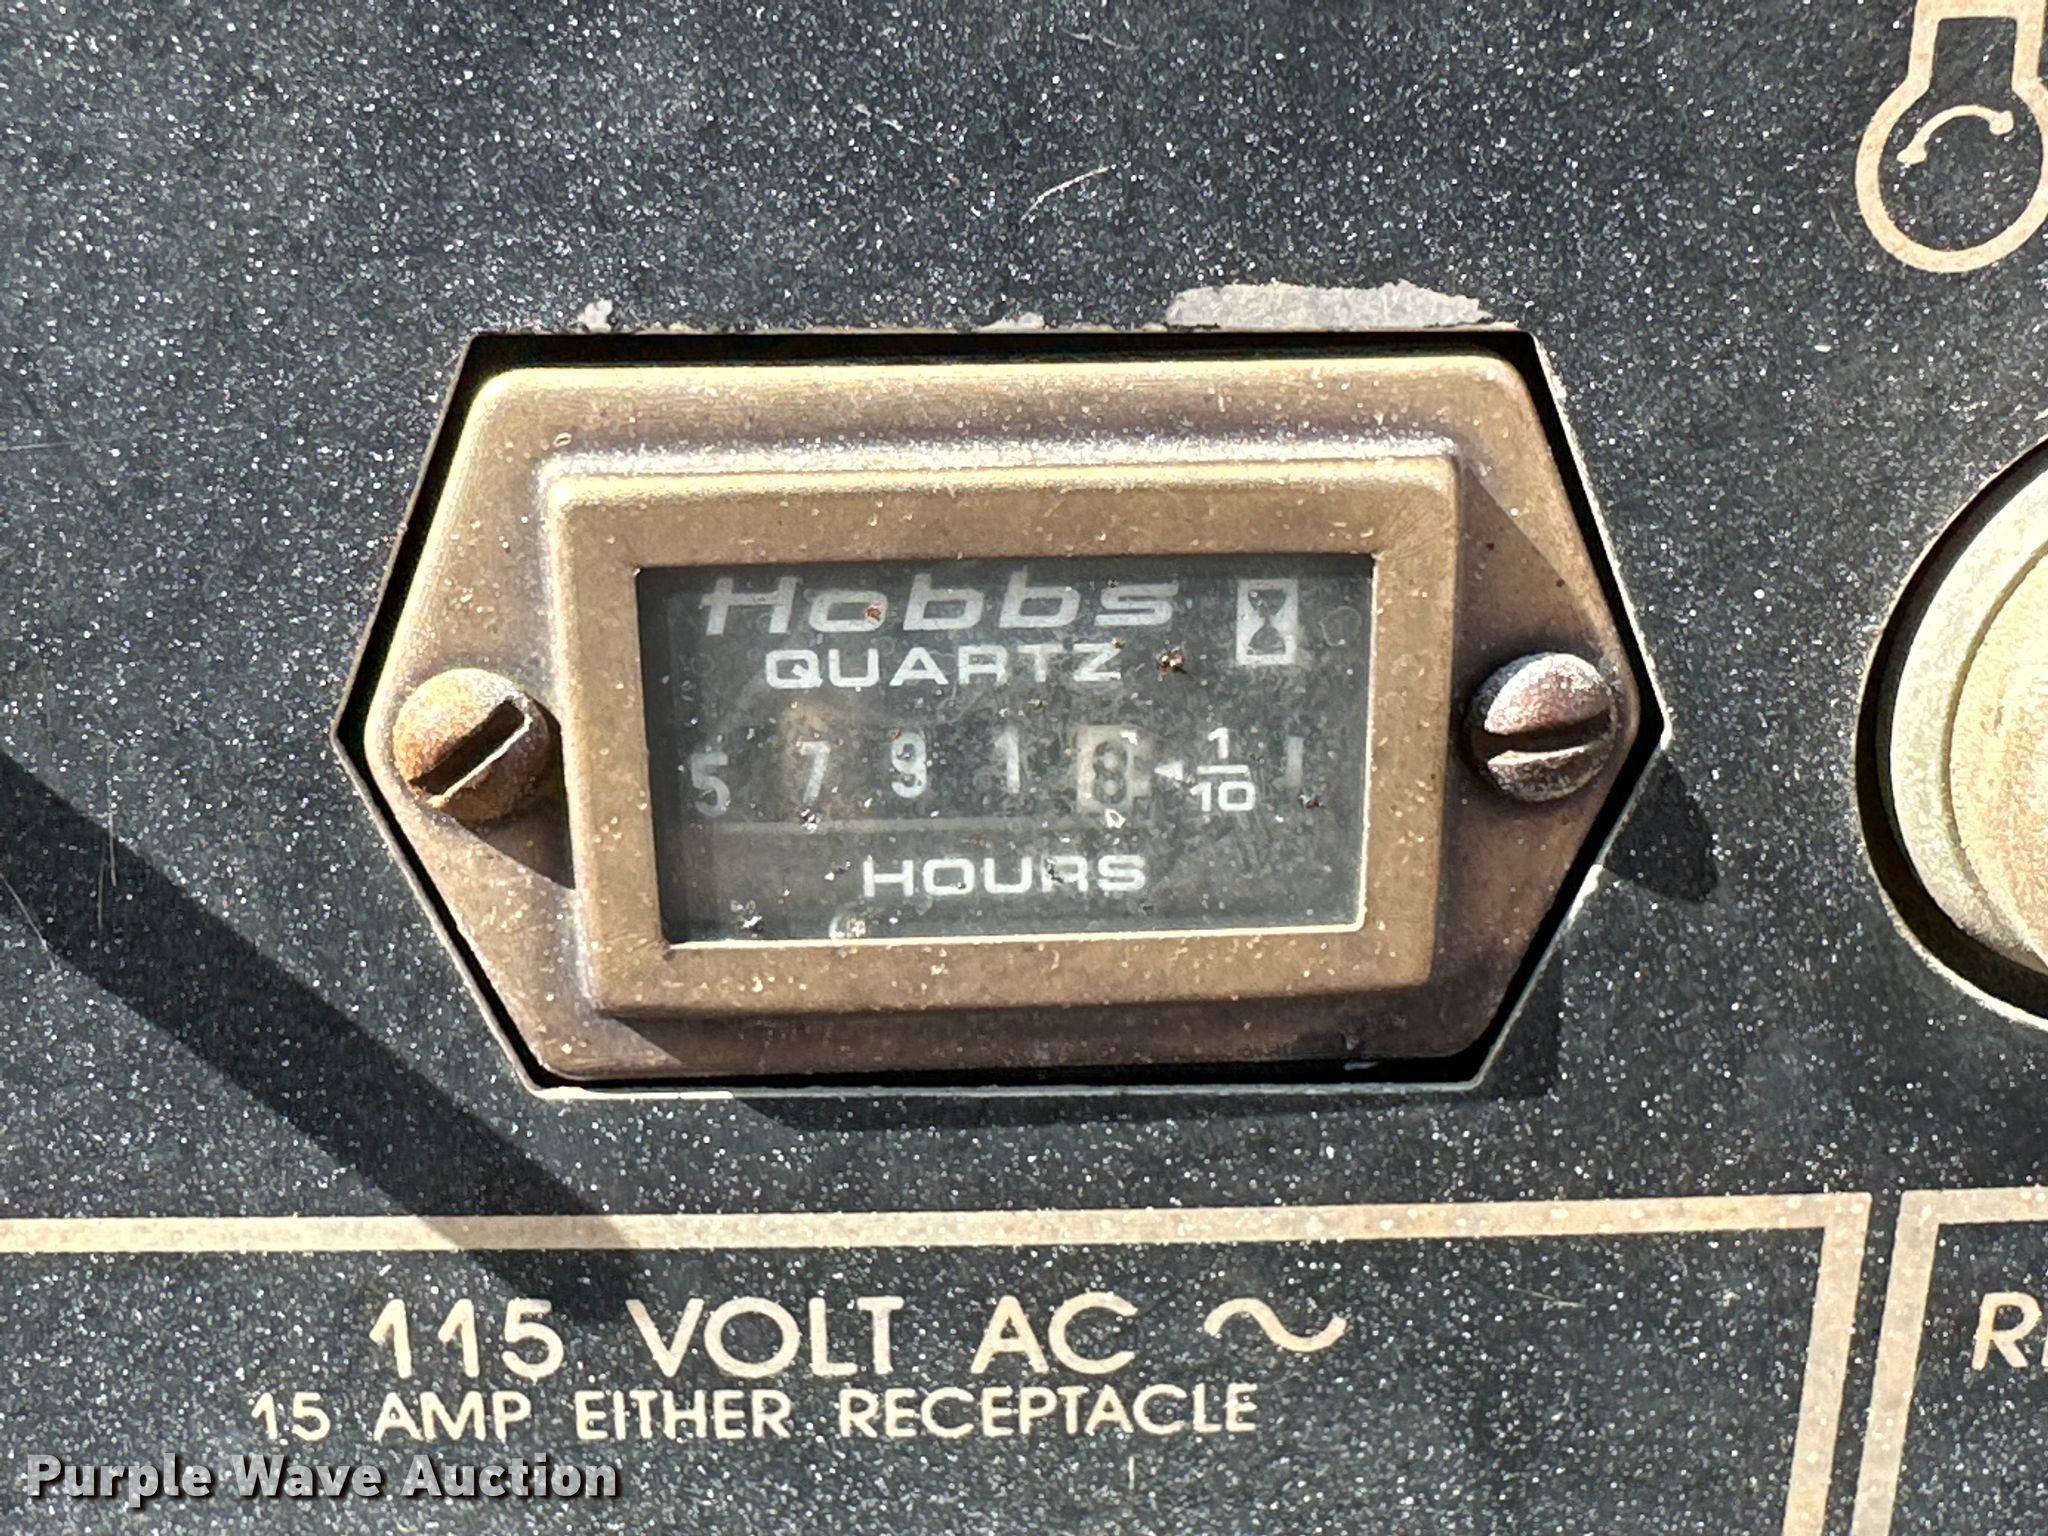 Hobbs
QUARTZ
5 7 9 1 8 1/10
HOURS
115 VOLT AC ~
15 AMP EITHER RECEPTACLE
Purple Wave Auction